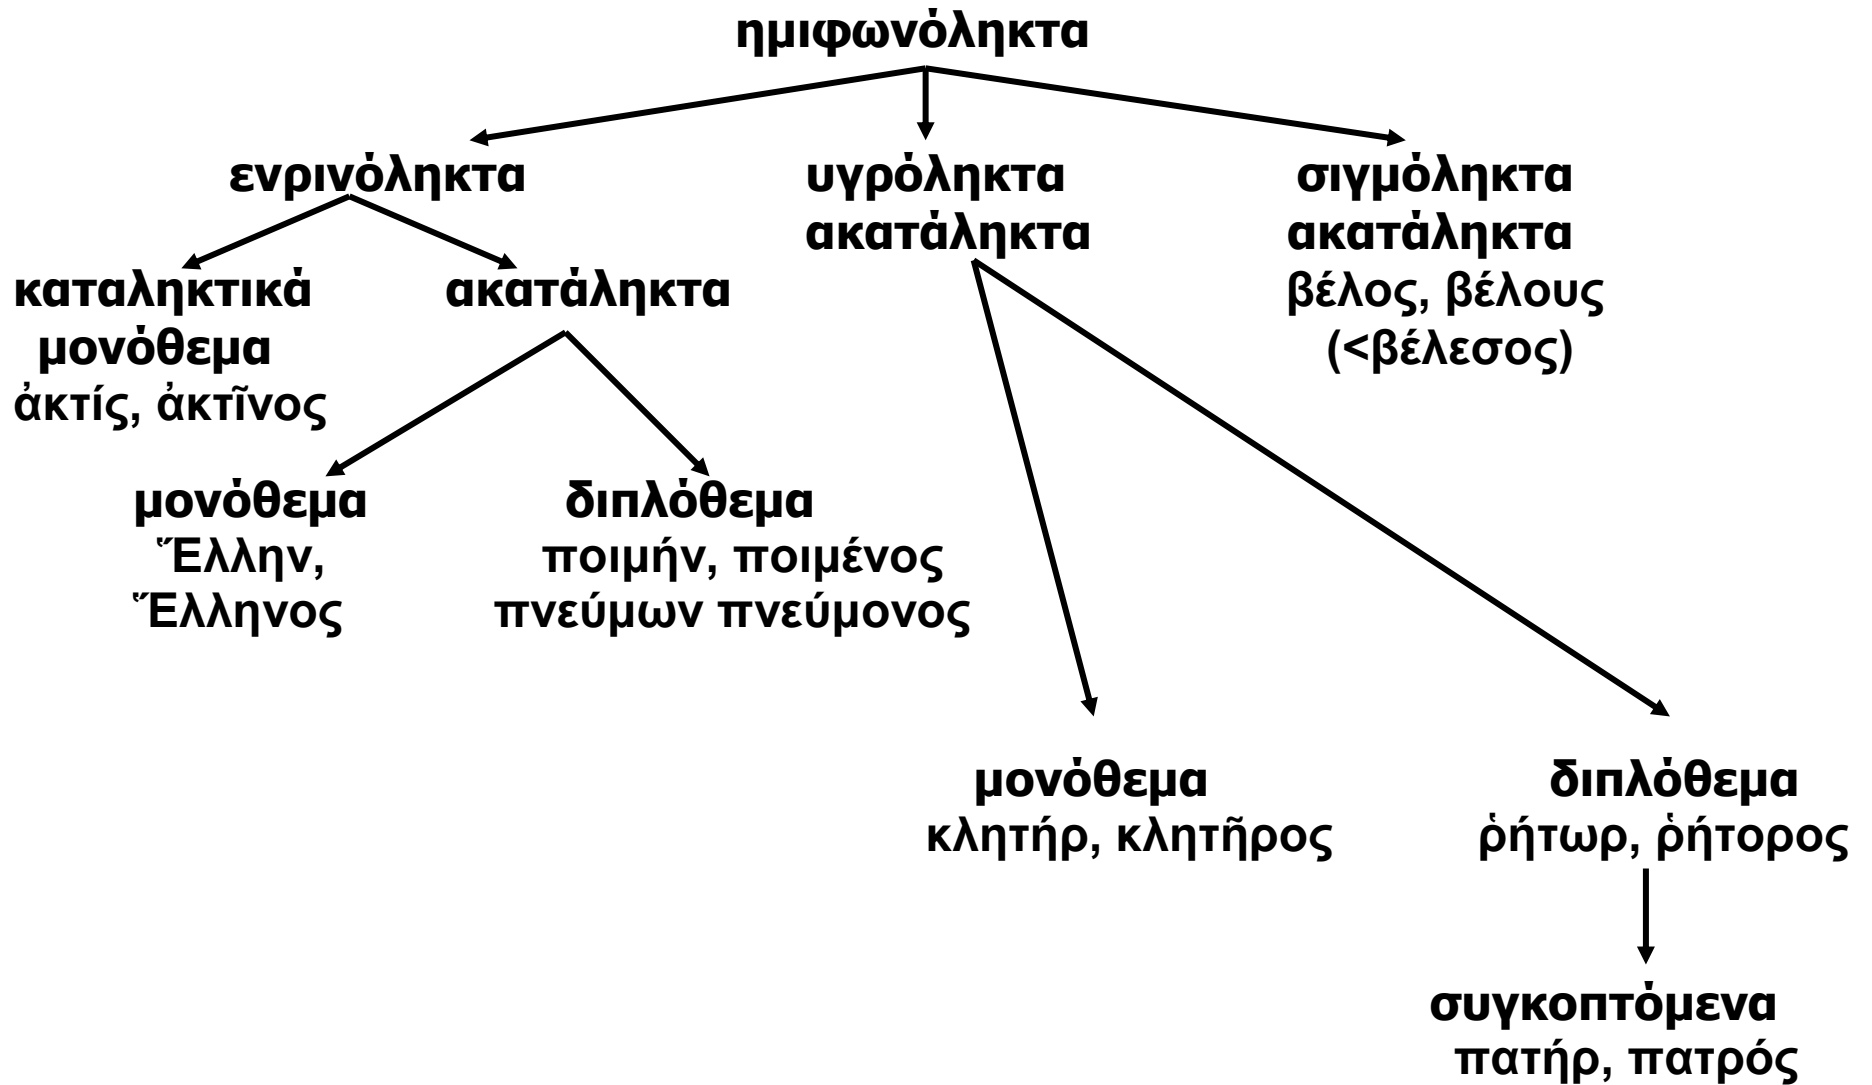 ημιφωνόληκτα
ενρινόληκτα
υγρόληκτα
ακατάληκτα
σιγμόληκτα
ακατάληκτα
βέλος, βέλους
(<βέλεσος)
καταληκτικά
μονόθεμα
ἀκτίς, ἀκτῖνος
ακατάληκτα
μονόθεμα
Ἕλλην,
Ἕλληνος
διπλόθεμα
ποιμήν, ποιμένος
πνεύμων πνεύμονος
μονόθεμα
κλητήρ, κλητῆρος
διπλόθεμα
ῥήτωρ, ῥήτορος
συγκοπτόμενα
πατήρ, πατρός